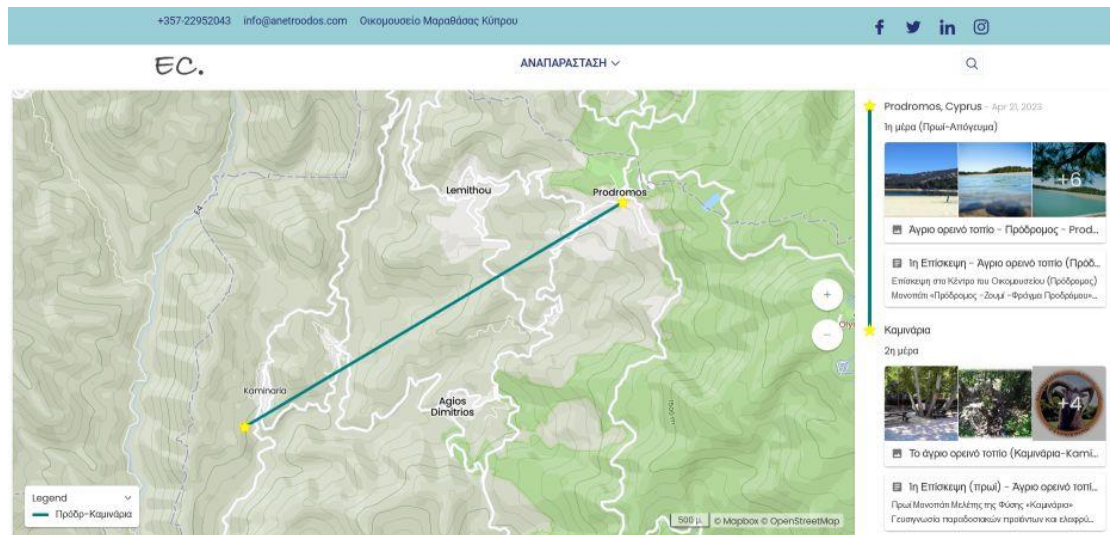 +357-22952043 info@anetroodos.com Οικομουσείο Μαραθάσας Κύπρου
EC.
ΑΝΑΠΑΡΑΣΤΑΣΗ
Lemithou
Prodromos
E4
Kaminaria
Agios
Dimitrios
Legend
Πρόδρ-Καμινάρια
500 μ.
© Mapbox © OpenStreetMap
Prodromos, Cyprus - Apr 21, 2023
1η μέρα (Πρωί-Απόγευμα)
+6
Άγριο ορεινό τοπίο - Πρόδρομος - Prod...
1η Επίσκεψη - Άγριο ορεινό τοπίο (Πρόδ...
Επίσκεψη στο Κέντρο του Οικομουσείου (Πρόδρομος)
Μονοπάτι «Πρόδρομος -Ζουμί -Φράγμα Προδρόμου»...
Καμινάρια
2η μέρα
+4
Το άγριο ορεινό τοπίο (Καμινάρια-Kami...
1η Επίσκεψη (πρωί) - Άγριο ορεινό τοπί...
Πρωί Μονοπάτι Μελέτης της Φύσης «Καμινάρια»
Γευσιγνωσία παραδοσιακών προϊόντων και ελαφρύ...